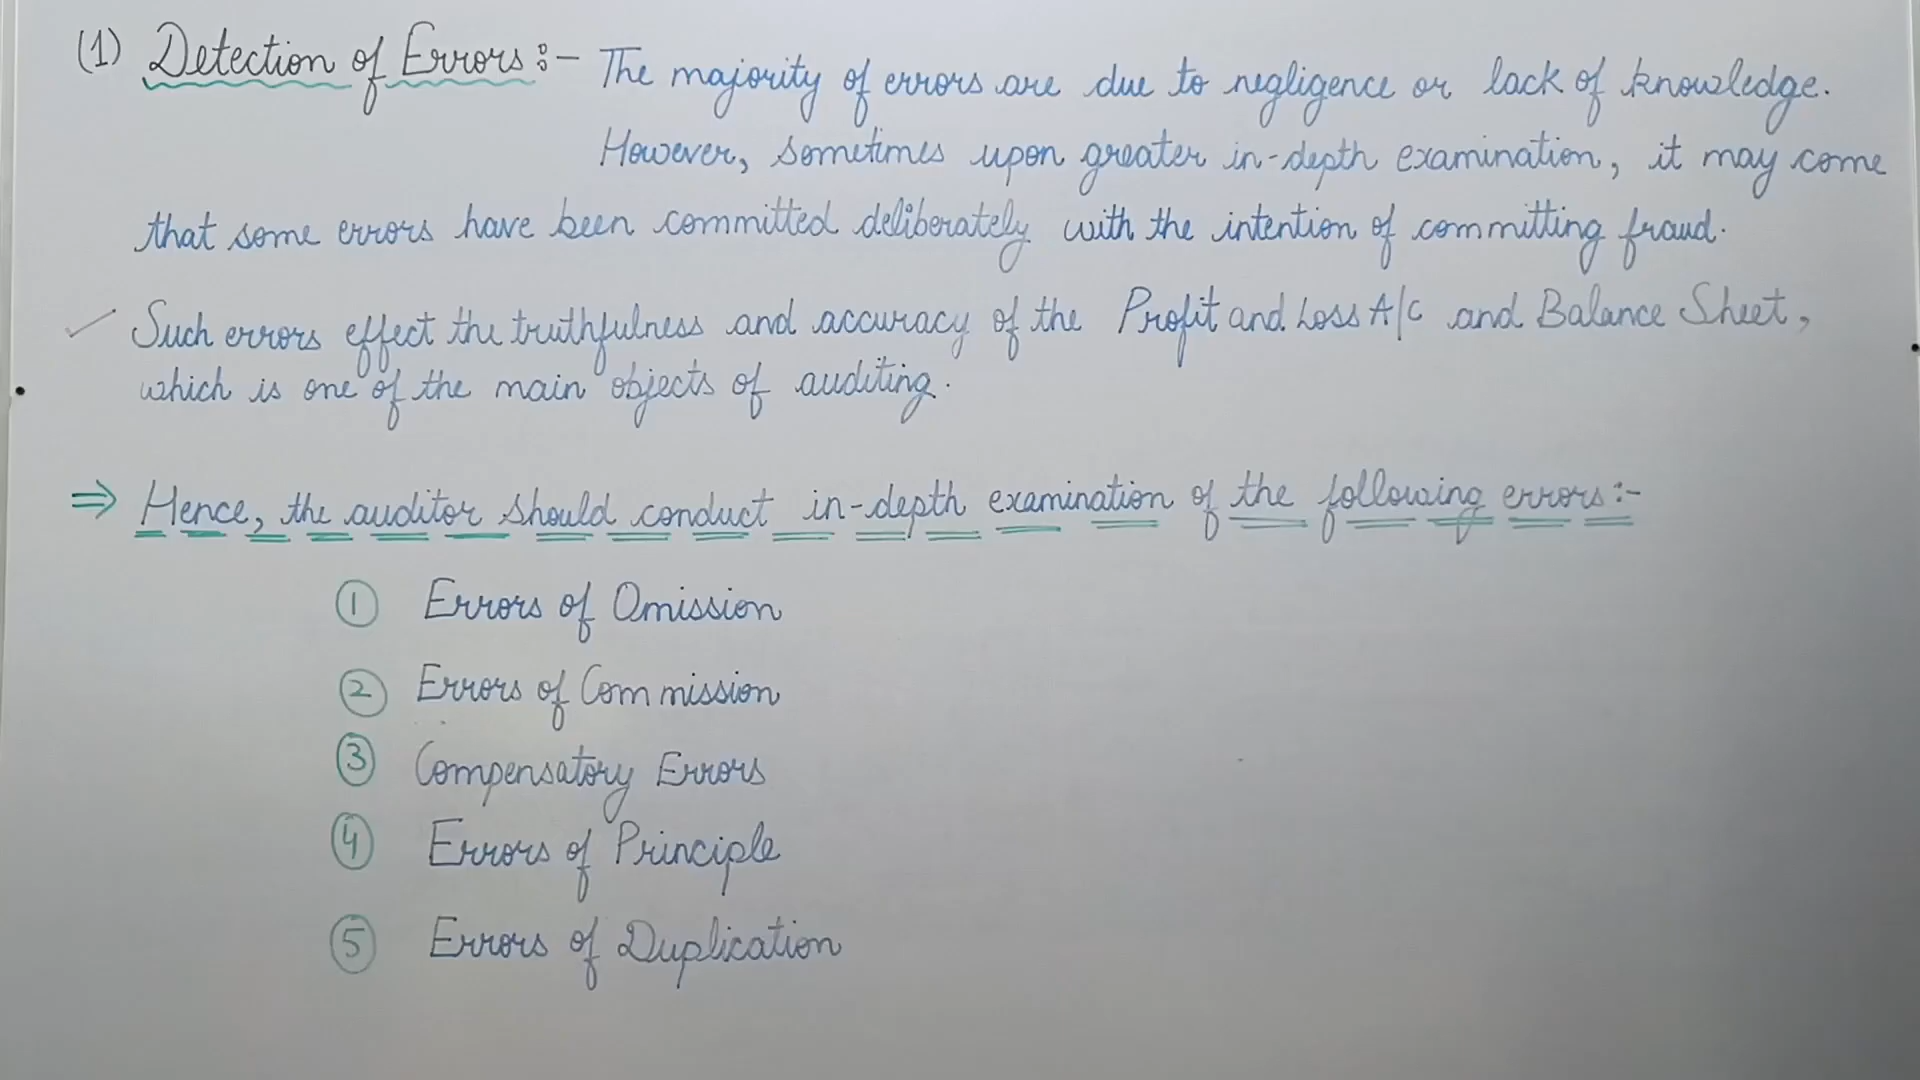 (1) Detection of Errors :- The majority of errors are due to negligence or lack of knowledge.
However, sometimes upon greater in-depth examination, it may come
that some errors have been committed deliberately with the intention of committing fraud.
Such errors effect the truthfulness and accuracy of the Profit and Loss A/C and Balance Sheet,
which is one of the main objects of auditing.
⇒ Hence, the auditor should conduct in-depth examination of the following errors:-
① Errors of Omission
② Errors of Commission
③ Compensatory Errors
④ Errors of Principle
⑤ Errors of Duplication